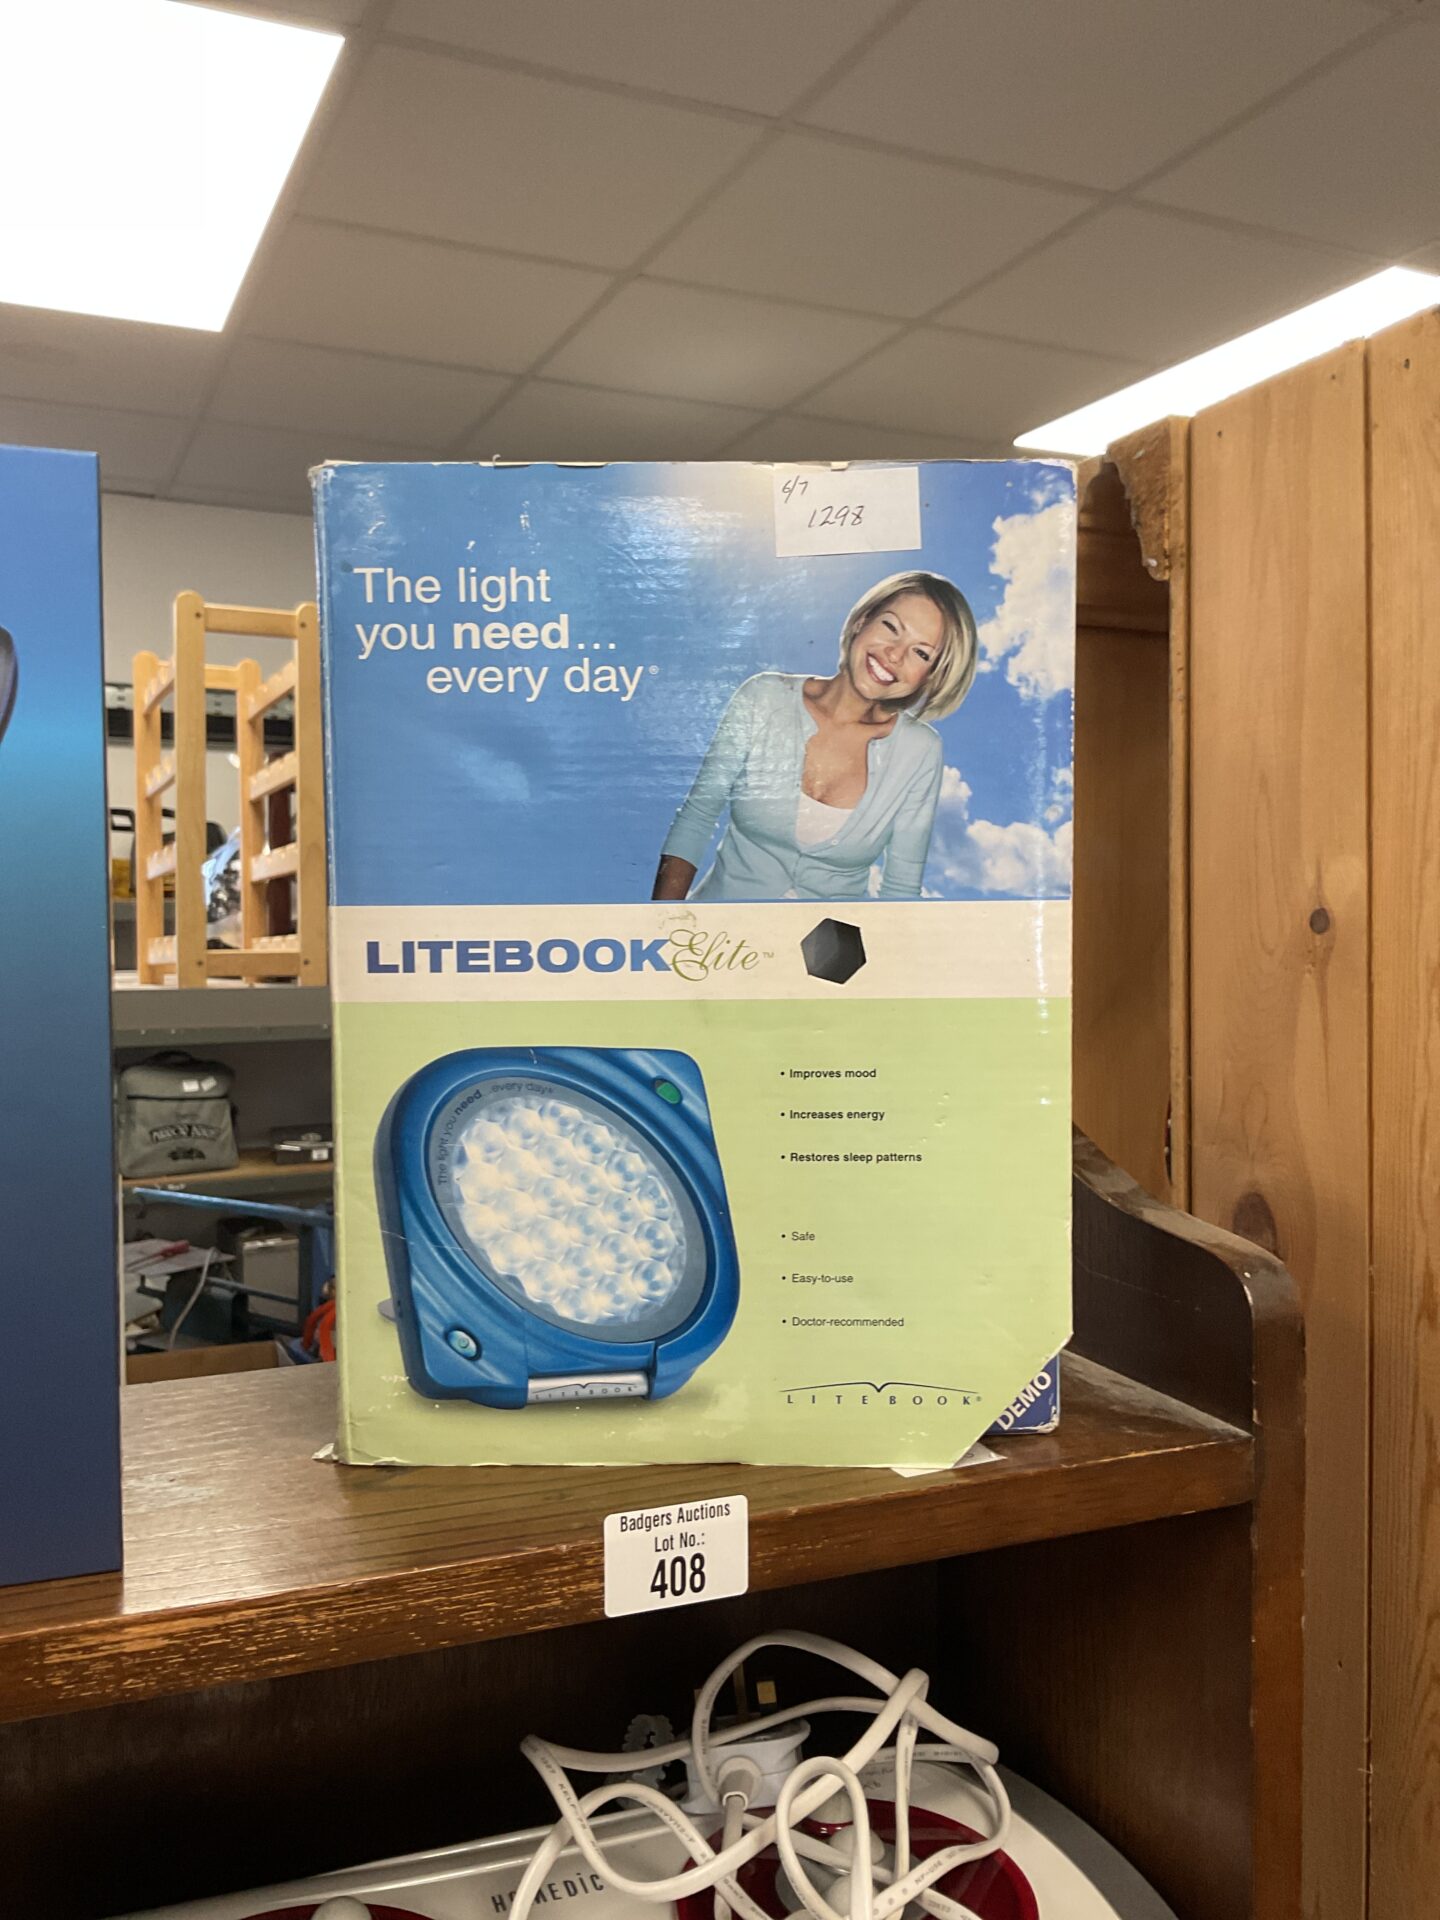 6/7
1298
The light
you need...
every day®
LITEBOOK Elite™
The light you need...every day®
LITEBOOK
• Improves mood
• Increases energy
• Restores sleep patterns
• Safe
• Easy-to-use
• Doctor-recommended
LITEBOOK®
DEMO
Badgers Auctions
Lot No.:
408
HOMEDIC